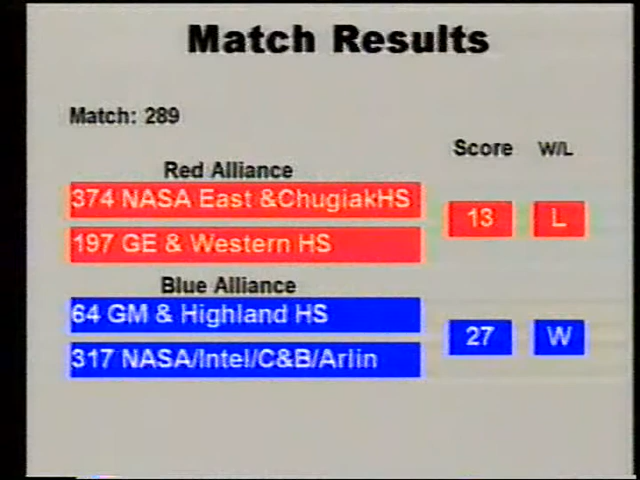 Match Results
Match: 289
Score W/L
Red Alliance
374 NASA East &ChugiakHS
13 L
197 GE & Western HS
Blue Alliance
64 GM & Highland HS
27 W
317 NASA/Intel/C&B/Arlin